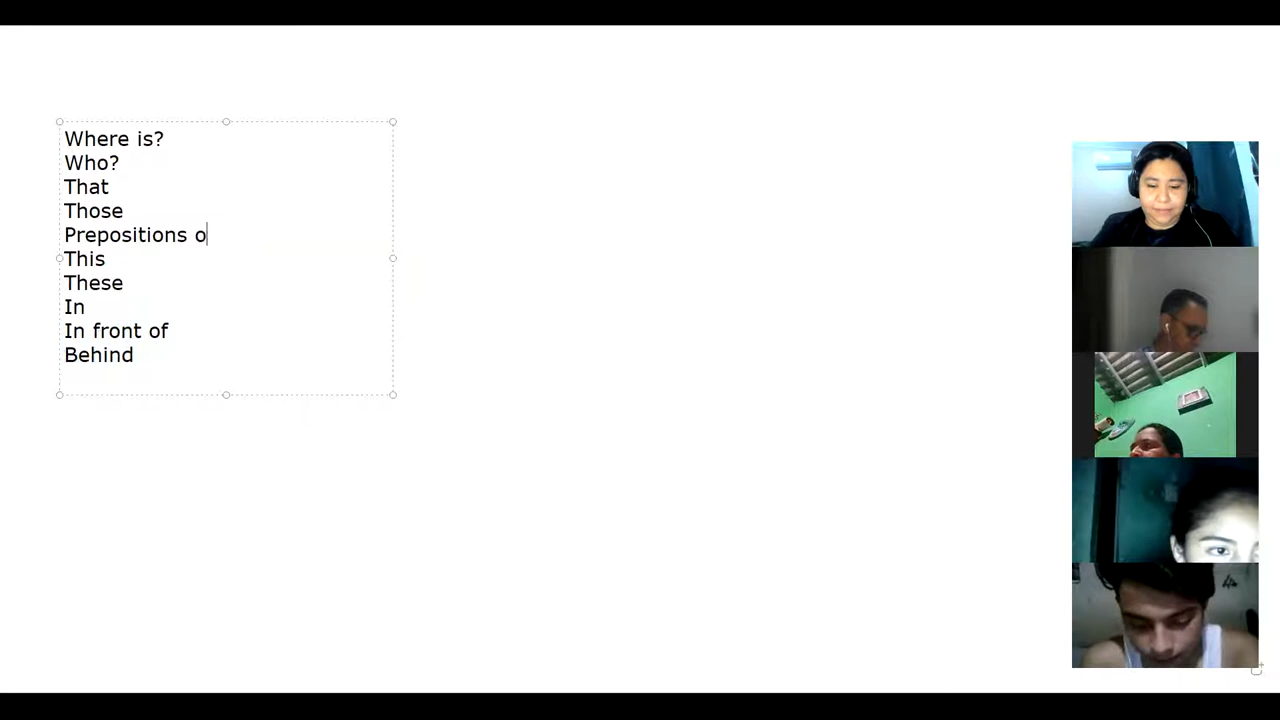 Where is?
Who?
That
Those
Prepositions o
This
These
In
In front of
Behind